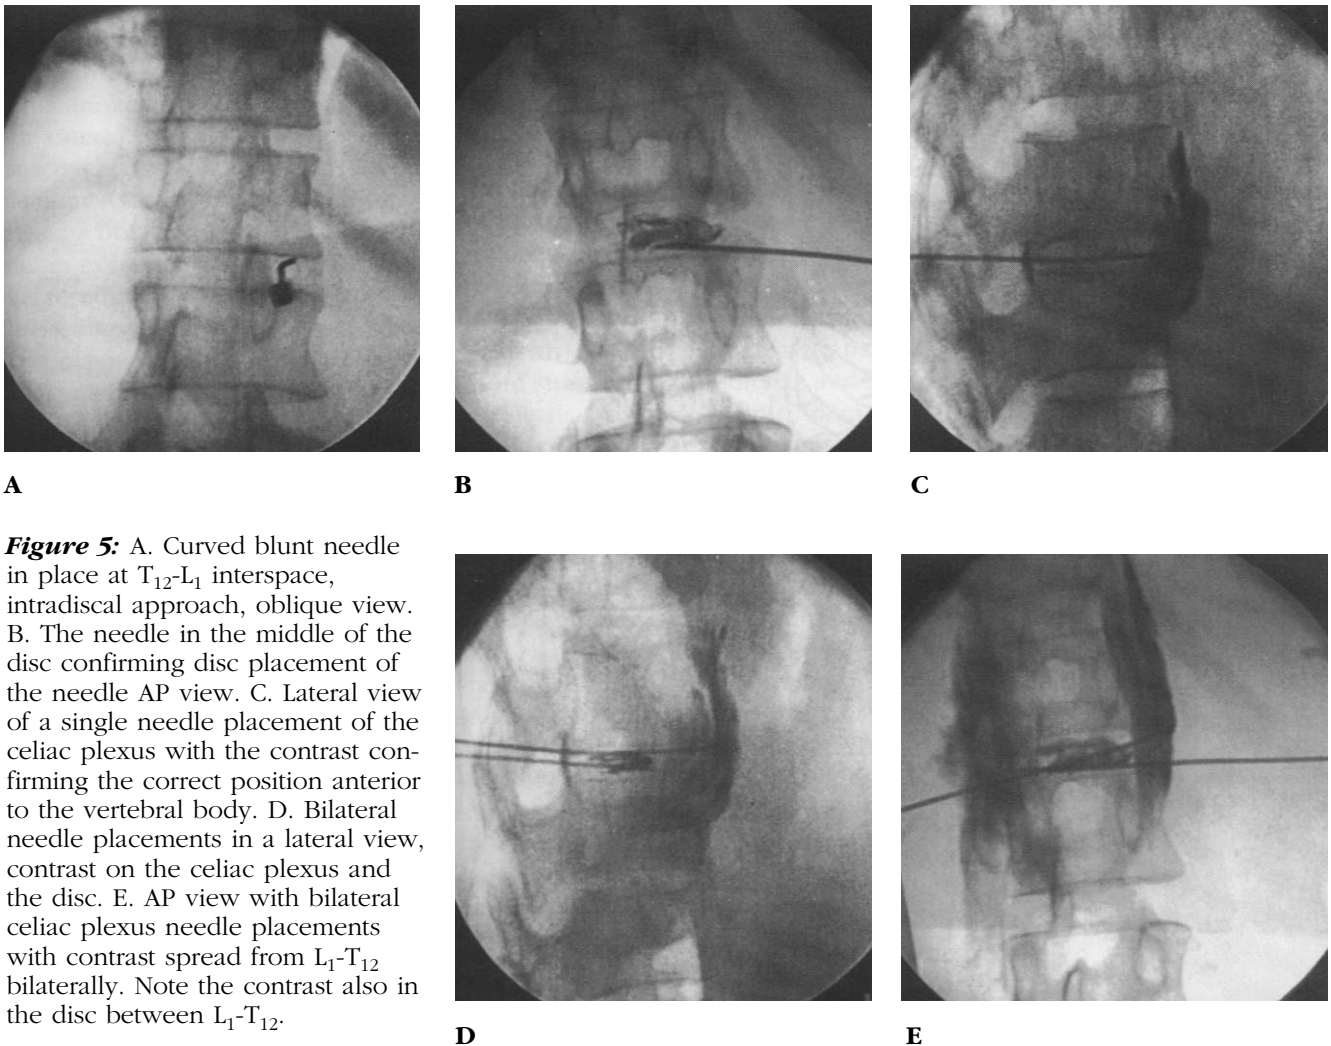 A
B
C
Figure 5: A. Curved blunt needle
in place at T12-L1 interspace,
intradiscal approach, oblique view.
B. The needle in the middle of the
disc confirming disc placement of
the needle AP view. C. Lateral view
of a single needle placement of the
celiac plexus with the contrast con-
firming the correct position anterior
to the vertebral body. D. Bilateral
needle placements in a lateral view,
contrast on the celiac plexus and
the disc. E. AP view with bilateral
celiac plexus needle placements
with contrast spread from L1-T12
bilaterally. Note the contrast also in
the disc between L1-T12.
D
E